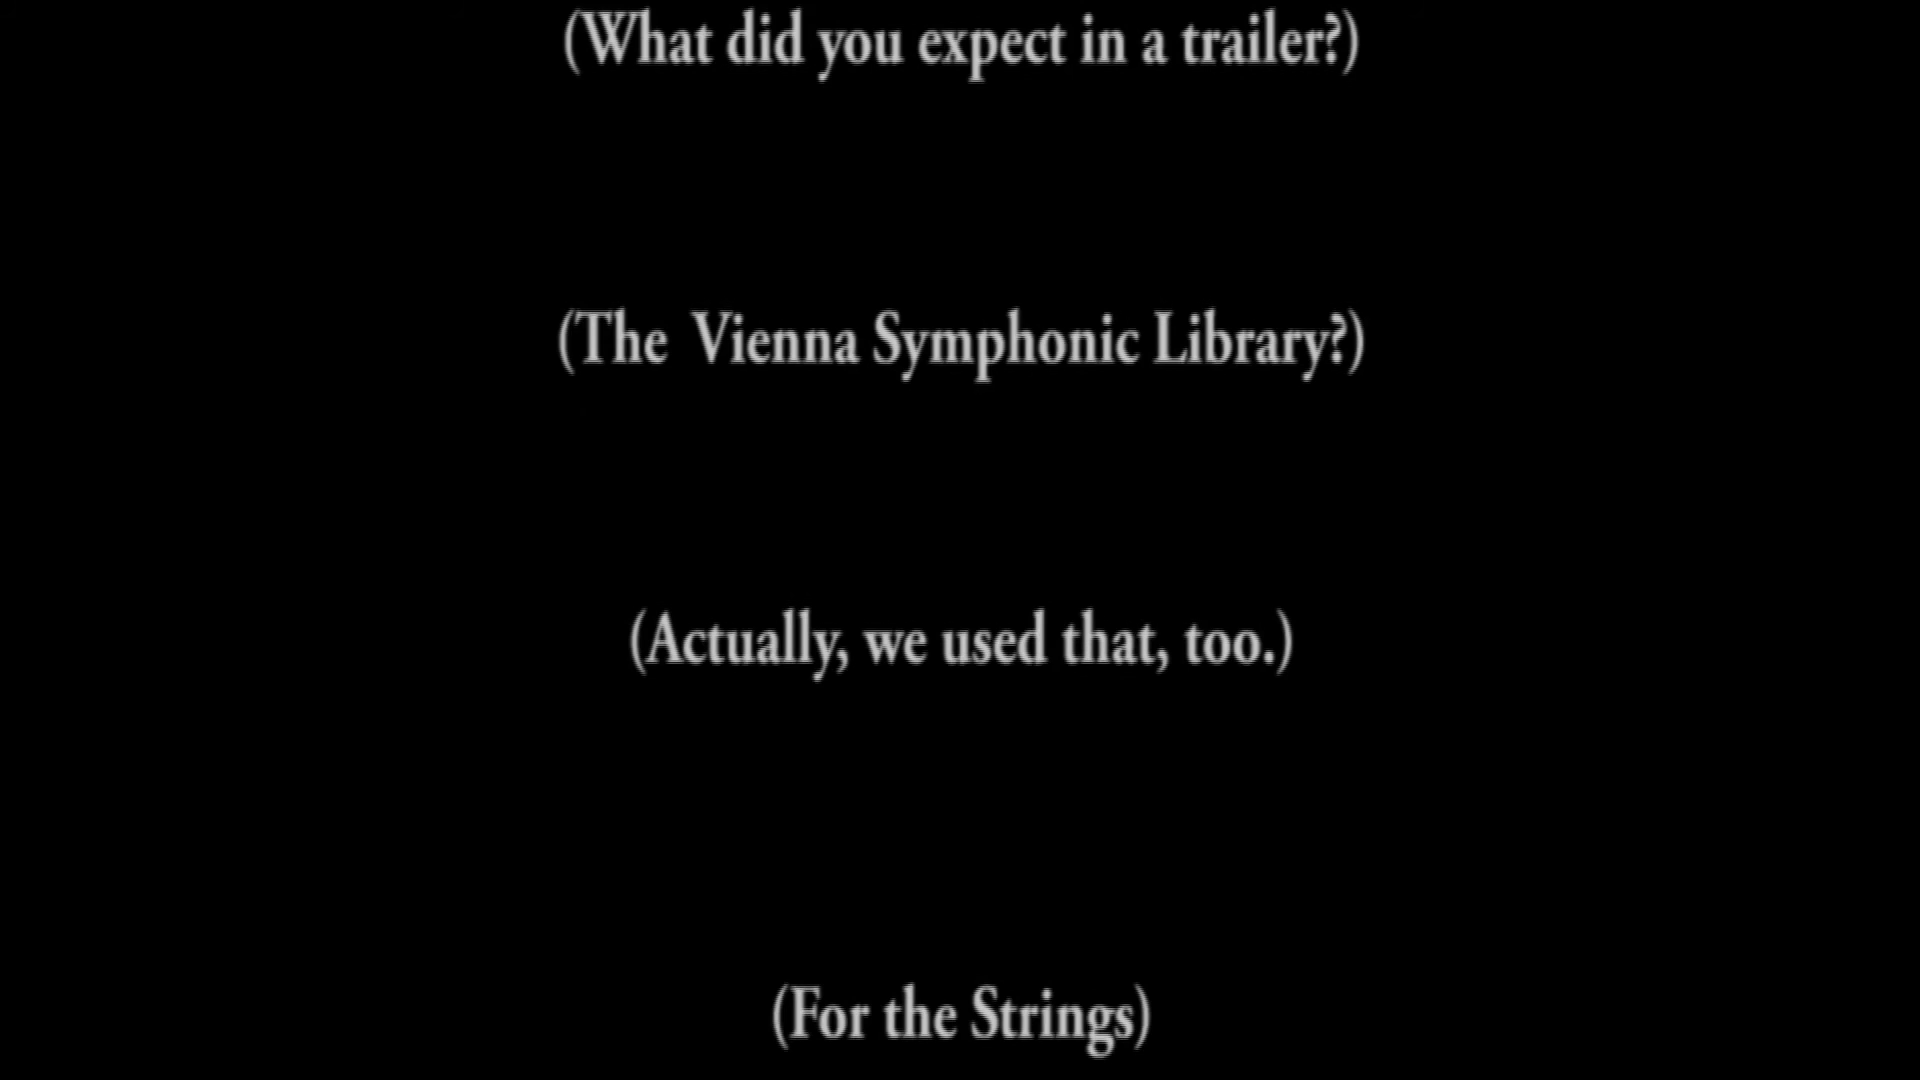 (What did you expect in a trailer?)
(The Vienna Symphonic Library?)
(Actually, we used that, too.)
(For the Strings)